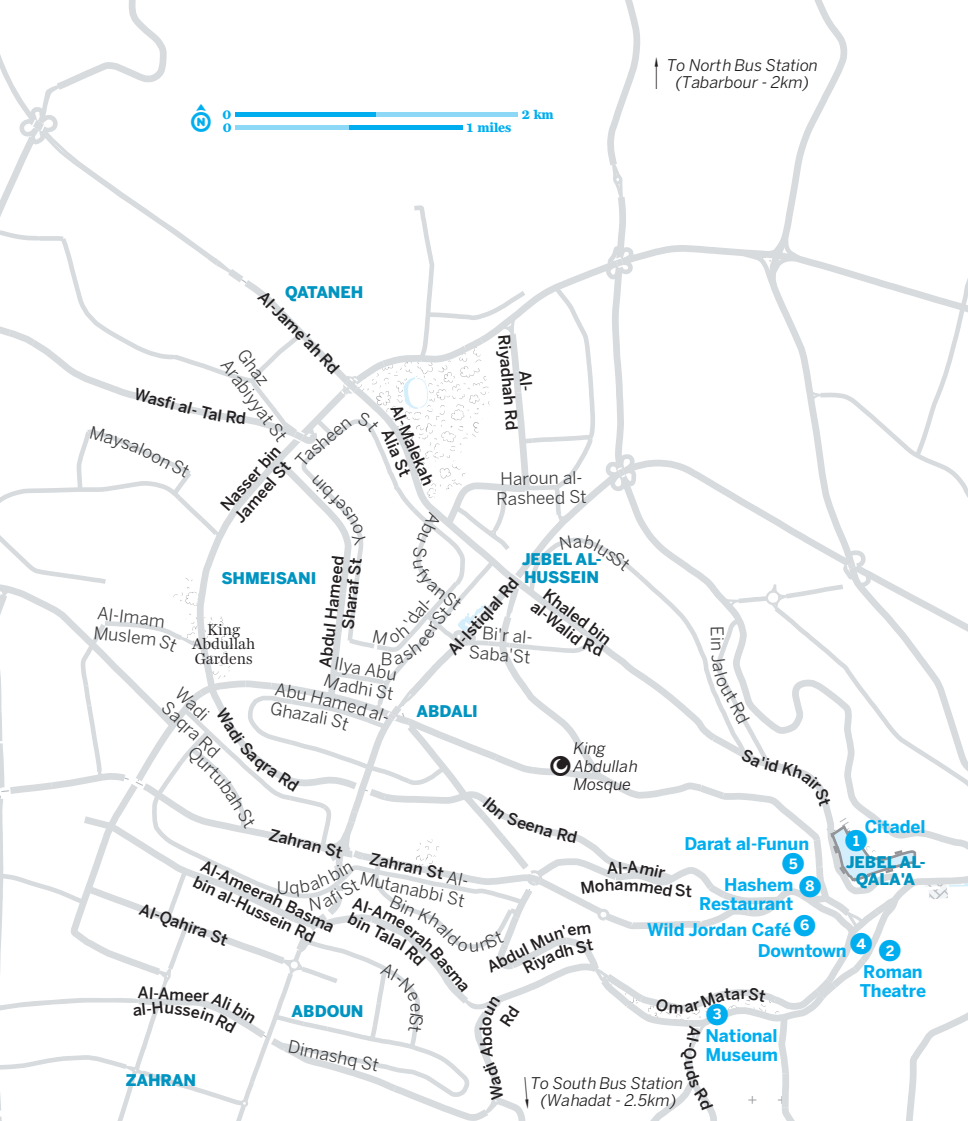 To North Bus Station
(Tabarbour - 2km)
N
0
2 km
0
1 miles
QATANEH
Al-Jame'ah Rd
Ghaz
Arabiyyat St
Al-
Riyadhah Rd
Wasfi al- Tal Rd
Tasheen St
Al-Malekah
Alia St
Maysaloon St
Nasser bin
Jameel St
Yousef bin
Haroun al-
Rasheed St
Abu Sufyan St
Nablus St
JEBEL AL-
HUSSEIN
SHMEISANI
Abdul Hameed
Sharaf St
Al-Istiqlal Rd
Khaled bin
al-Walid Rd
Al-Imam
Muslem St
King
Abdullah
Gardens
Moh'dal-
Basheer St
Bi'r al-
Saba'St
Ein Jalout Rd
Ilya Abu
Madhi St
Abu Hamed al-
Ghazali St
ABDALI
Wadi
Saqra Rd
Wadi Saqra Rd
King
Abdullah
Mosque
Sa'id Khair St
Qurtubah St
Ibn Seena Rd
Zahran St
Citadel
1
Darat al-Funun
5
JEBEL AL-
QALA'A
Zahran St
Al-
Mutanabbi St
Al-Amir
Mohammed St
Hashem
Restaurant
8
Uqbah bin
Nafi St
Al-Ameerah Basma
bin al-Hussein Rd
Al-Ameerah Basma
bin Talal Rd
Bin Khaldoun St
Al-Qahira St
Abdul Mun'em
Riyadh St
Wild Jordan Café
6
Downtown
4
2
Roman
Theatre
Al-Neel St
Al-Ameer Ali bin
al-Hussein Rd
ABDOUN
Omar Matar St
3
National
Museum
Wadi Abdoun
Rd
Dimashq St
Al-Quds Rd
ZAHRAN
To South Bus Station
(Wahadat - 2.5km)